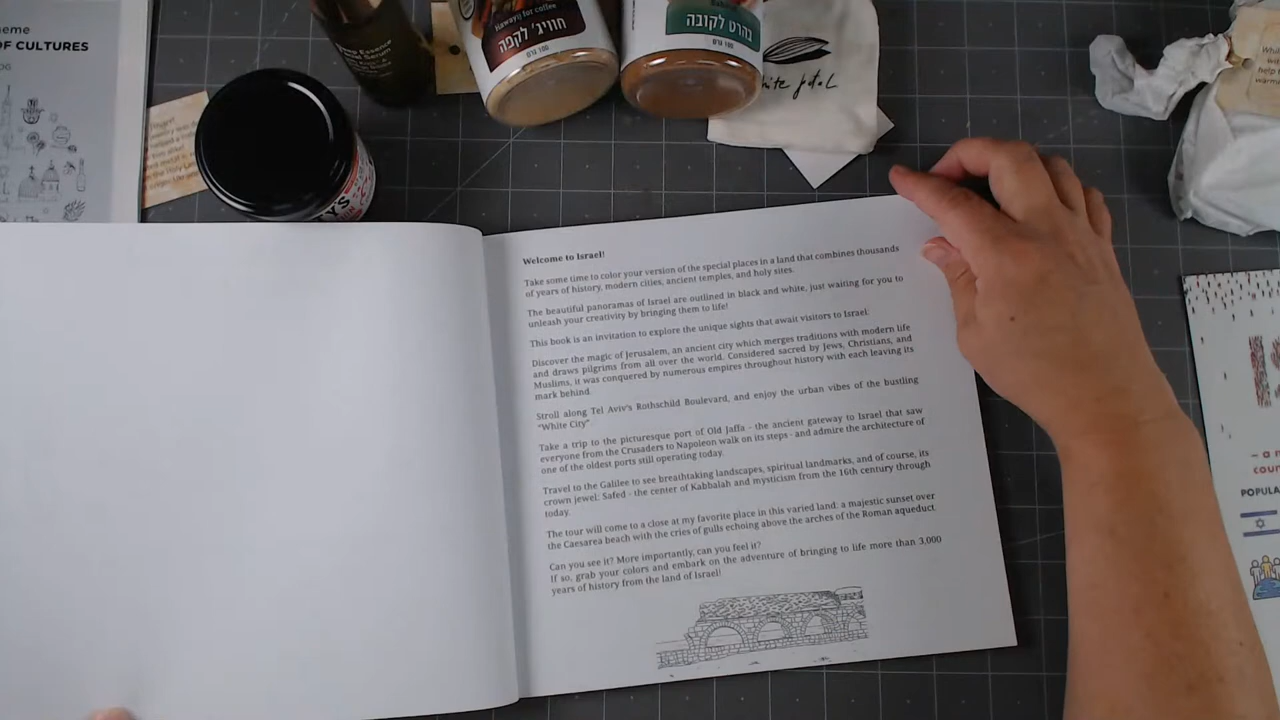 eme
OF CULTURES
Hawayij for coffee
חוויג' לקפה
100 גרם
בהרט לקובה
100 גרם
Welcome to Israel!
Take some time to color your version of the special places in a land that combines thousands
of years of history, modern cities, ancient temples, and holy sites.
The beautiful panoramas of Israel are outlined in black and white, just waiting for you to
unleash your creativity by bringing them to life!
This book is an invitation to explore the unique sights that await visitors to Israel.
Discover the magic of Jerusalem, an ancient city which merges traditions with modern life
and draws pilgrims from all over the world. Considered sacred by Jews, Christians, and
Muslims, it was conquered by numerous empires throughout history with each leaving its
mark behind.
Stroll along Tel Aviv's Rothschild Boulevard, and enjoy the urban vibes of the bustling
"White City"
Take a trip to the picturesque port of Old Jaffa - the ancient gateway to Israel that saw
everyone from the Crusaders to Napoleon walk on its steps - and admire the architecture of
one of the oldest ports still operating today.
Travel to the Galilee to see breathtaking landscapes, spiritual landmarks, and of course, its
crown jewel: Safed - the center of Kabbalah and mysticism from the 16th century through
today.
The tour will come to a close at my favorite place in this varied land: a majestic sunset over
the Caesarea beach with the cries of gulls echoing above the arches of the Roman aqueduct.
Can you see it? More importantly, can you feel it?
If so, grab your colors and embark on the adventure of bringing to life more than 3,000
years of history from the land of Israel!
POPULA